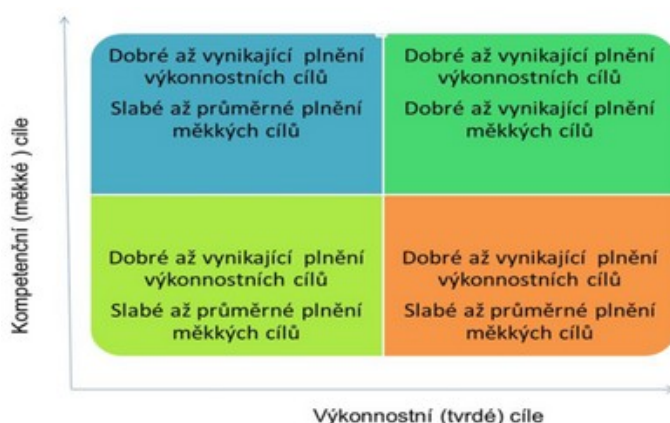 Kompetenční (měkké ) cíle
Dobré až vynikající plnění
výkonnostních cílů
Slabé až průměrné plnění
měkkých cílů
Dobré až vynikající plnění
výkonnostních cílů
Dobré až vynikající plnění
měkkých cílů
Dobré až vynikající plnění
výkonnostních cílů
Slabé až průměrné plnění
měkkých cílů
Dobré až vynikající plnění
výkonnostních cílů
Slabé až průměrné plnění
měkkých cílů
Výkonnostní (tvrdé) cíle